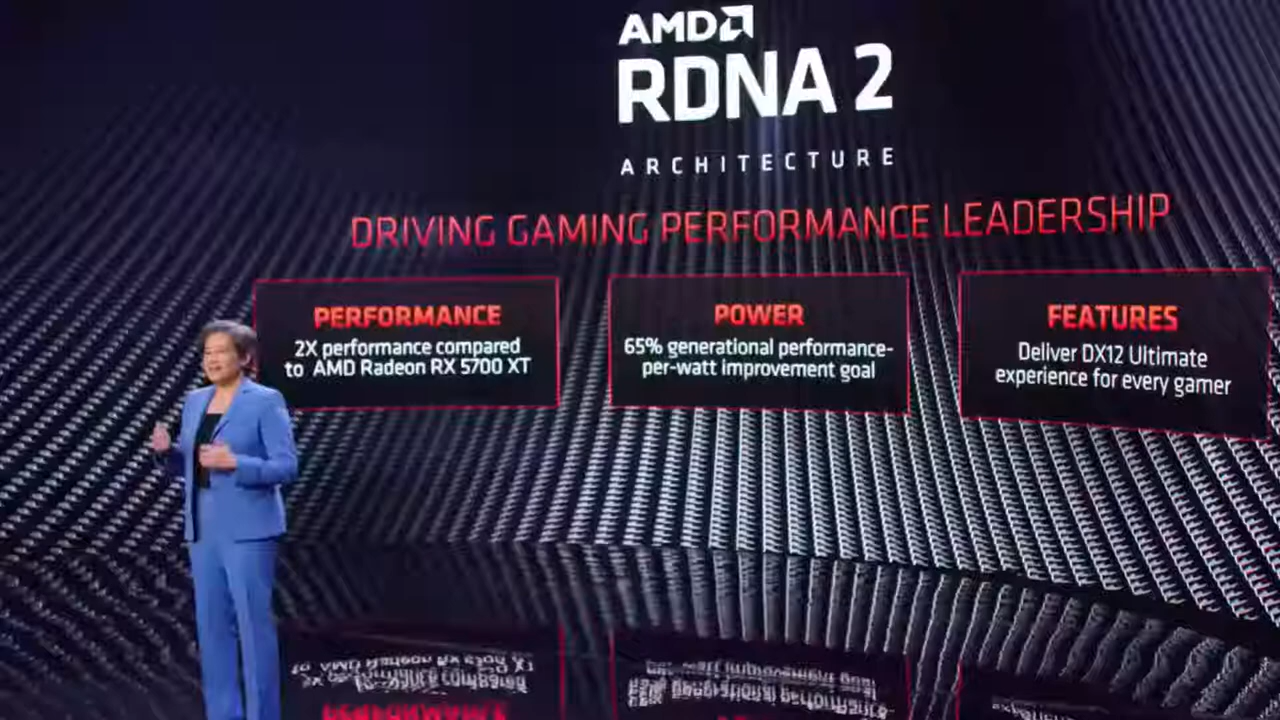 AMD
RDNA 2
ARCHITECTURE
DRIVING GAMING PERFORMANCE LEADERSHIP
PERFORMANCE
2X performance compared
to AMD Radeon RX 5700 XT
POWER
65% generational performance-
per-watt improvement goal
FEATURES
Deliver DX12 Ultimate
experience for every gamer